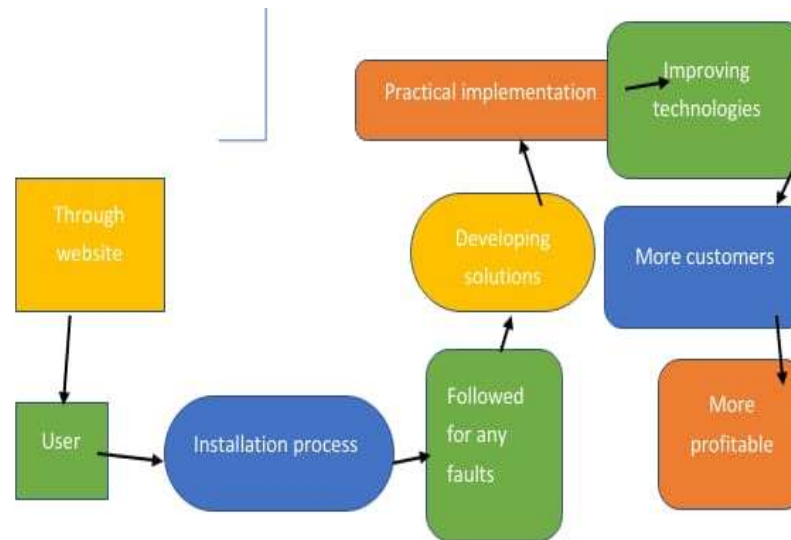 Through
website
User
Installation process
Followed
for any
faults
Developing
solutions
Practical implementation
Improving
technologies
More customers
More
profitable